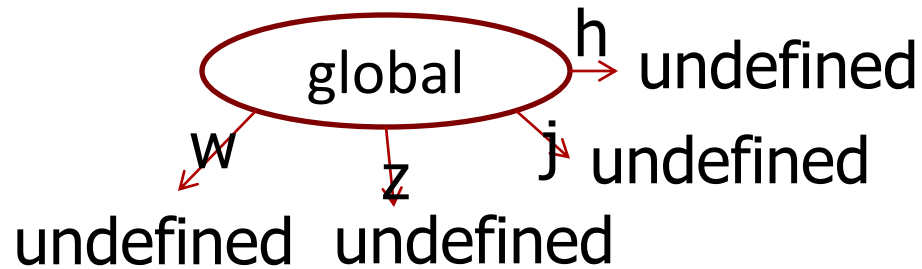 h
global
undefined
w
z
j
undefined
undefined
undefined